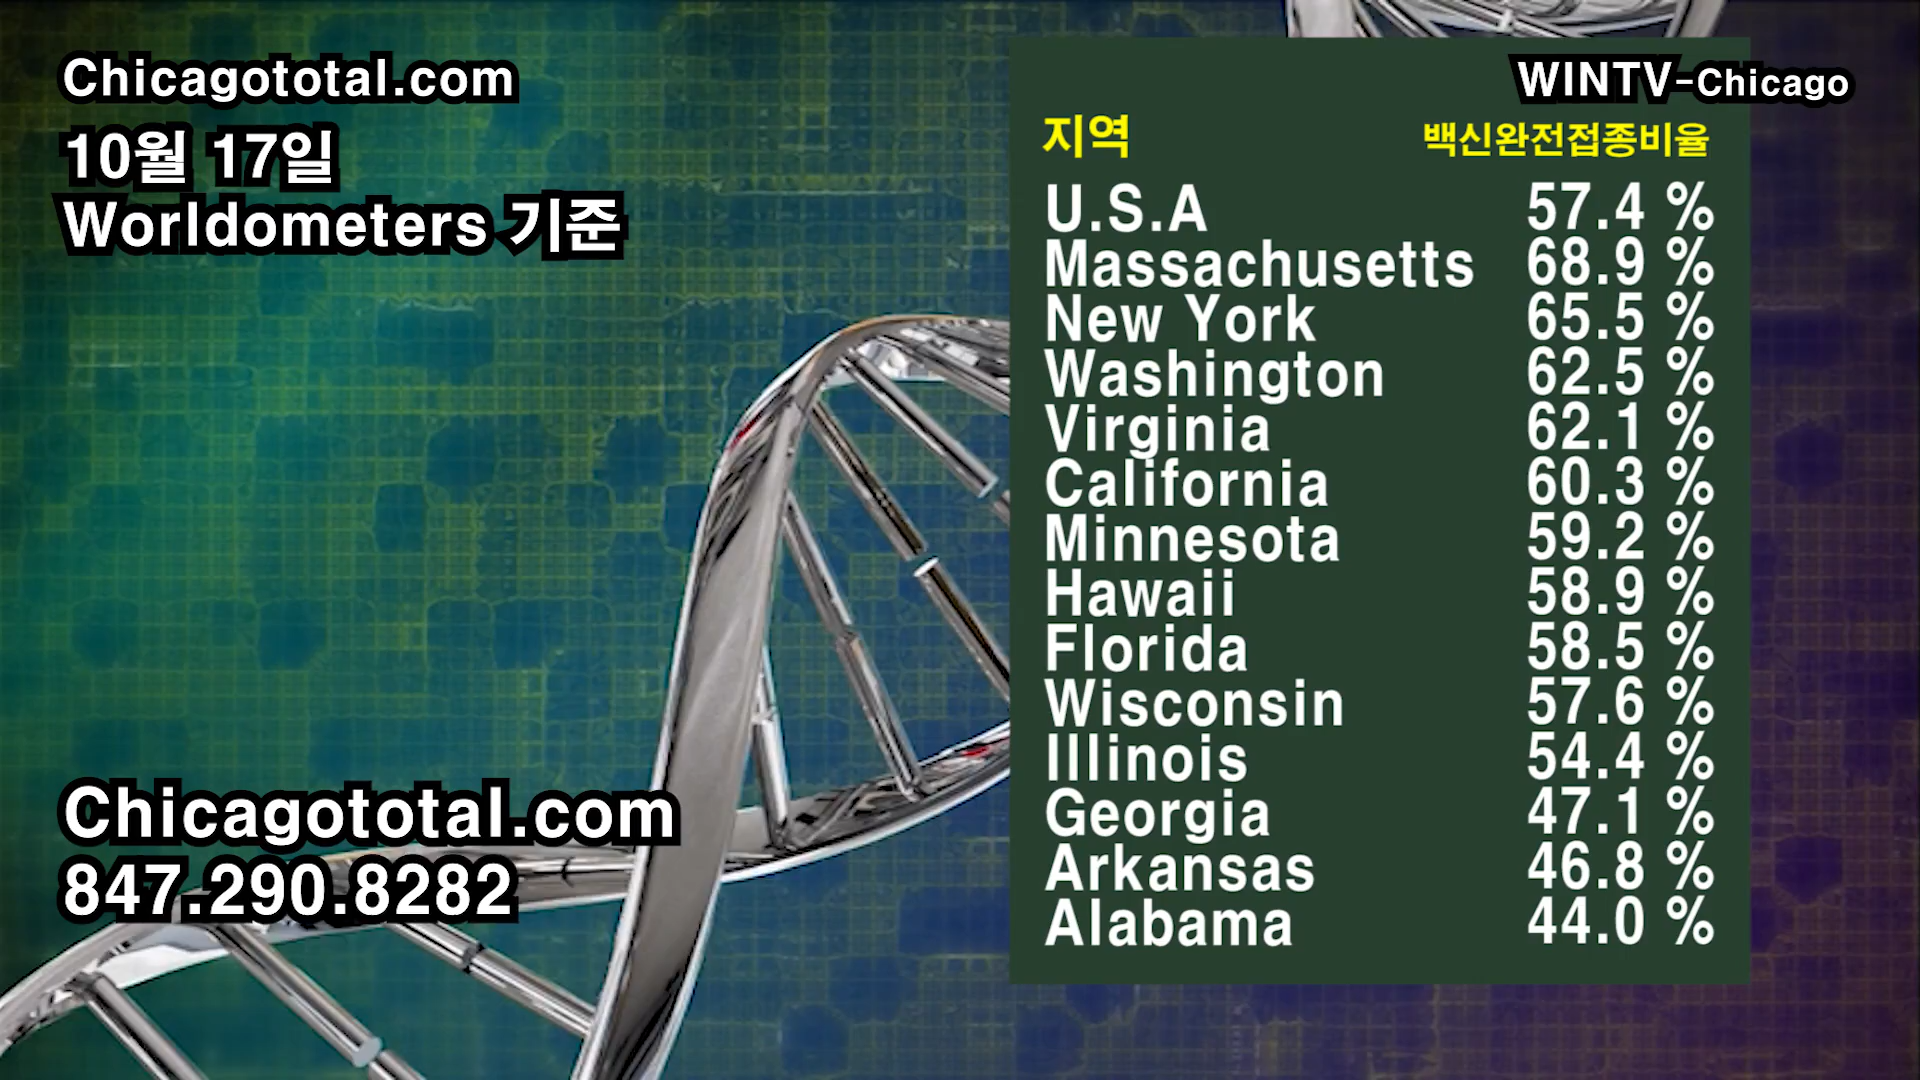 Chicagototal.com
10월 17일
Worldometers 기준
WINTV-Chicago
지역 백신완전접종비율
U.S.A 57.4 %
Massachusetts 68.9 %
New York 65.5 %
Washington 62.5 %
Virginia 62.1 %
California 60.3 %
Minnesota 59.2 %
Hawaii 58.9 %
Florida 58.5 %
Wisconsin 57.6 %
Illinois 54.4 %
Georgia 47.1 %
Arkansas 46.8 %
Alabama 44.0 %
Chicagototal.com
847.290.8282